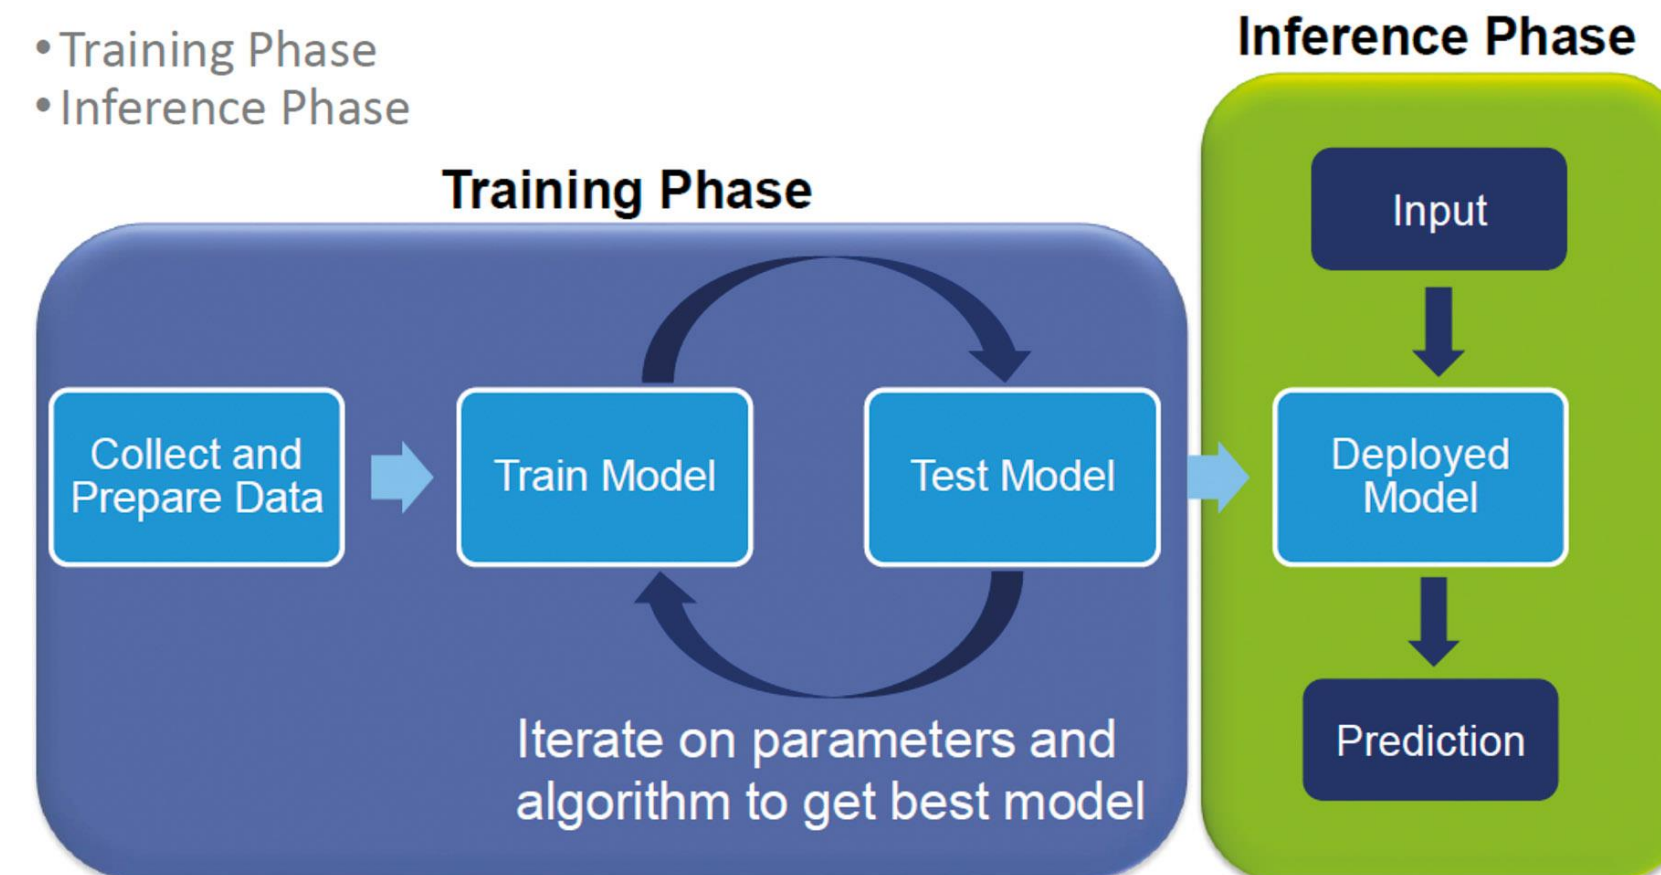 • Training Phase
• Inference Phase
Training Phase
Inference Phase
Collect and
Prepare Data
Train Model
Test Model
Iterate on parameters and
algorithm to get best model
Input
Deployed
Model
Prediction